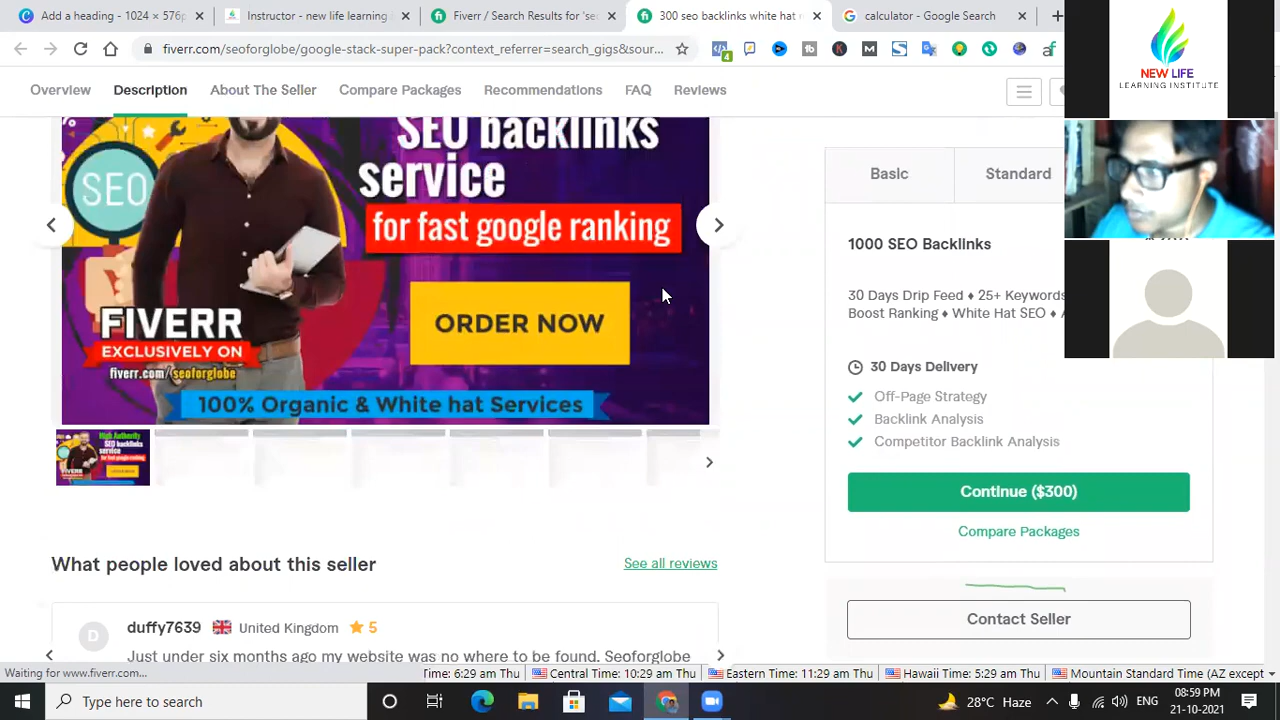 Add a heading - 1024 × 576p
Instructor - new life learning
Fiverr / Search Results for 'se
300 seo backlinks white hat
calculator - Google Search
fiverr.com/seoforglobe/google-stack-super-pack?context_referrer=search_gigs&sour...
Overview
Description
About The Seller
Compare Packages
Recommendations
FAQ
Reviews
NEW LIFE
LEARNING INSTITUTE
SEO
SEO backlinks
service
for fast google ranking
ORDER NOW
FIVERR
EXCLUSIVELY ON
fiverr.com/seoforglobe
100% Organic & White hat Services
Basic
Standard
1000 SEO Backlinks
30 Days Drip Feed ♦ 25+ Keywords
Boost Ranking ♦ White Hat SEO ♦
30 Days Delivery
Off-Page Strategy
Backlink Analysis
Competitor Backlink Analysis
Continue ($300)
Compare Packages
Contact Seller
High Authority
SEO backlinks
service
FIVERR
What people loved about this seller
See all reviews
D
duffy7639
United Kingdom
5
Just under six months ago my website was no where to be found. Seoforglobe
Waiting for www.fiverr.com...
Time: 6:29 am Thu
Central Time: 10:29 am Thu
Eastern Time: 11:29 am Thu
Hawaii Time: 5:29 am Thu
Mountain Standard Time (AZ except
Type here to search
28°C Haze
ENG
08:59 PM
21-10-2021